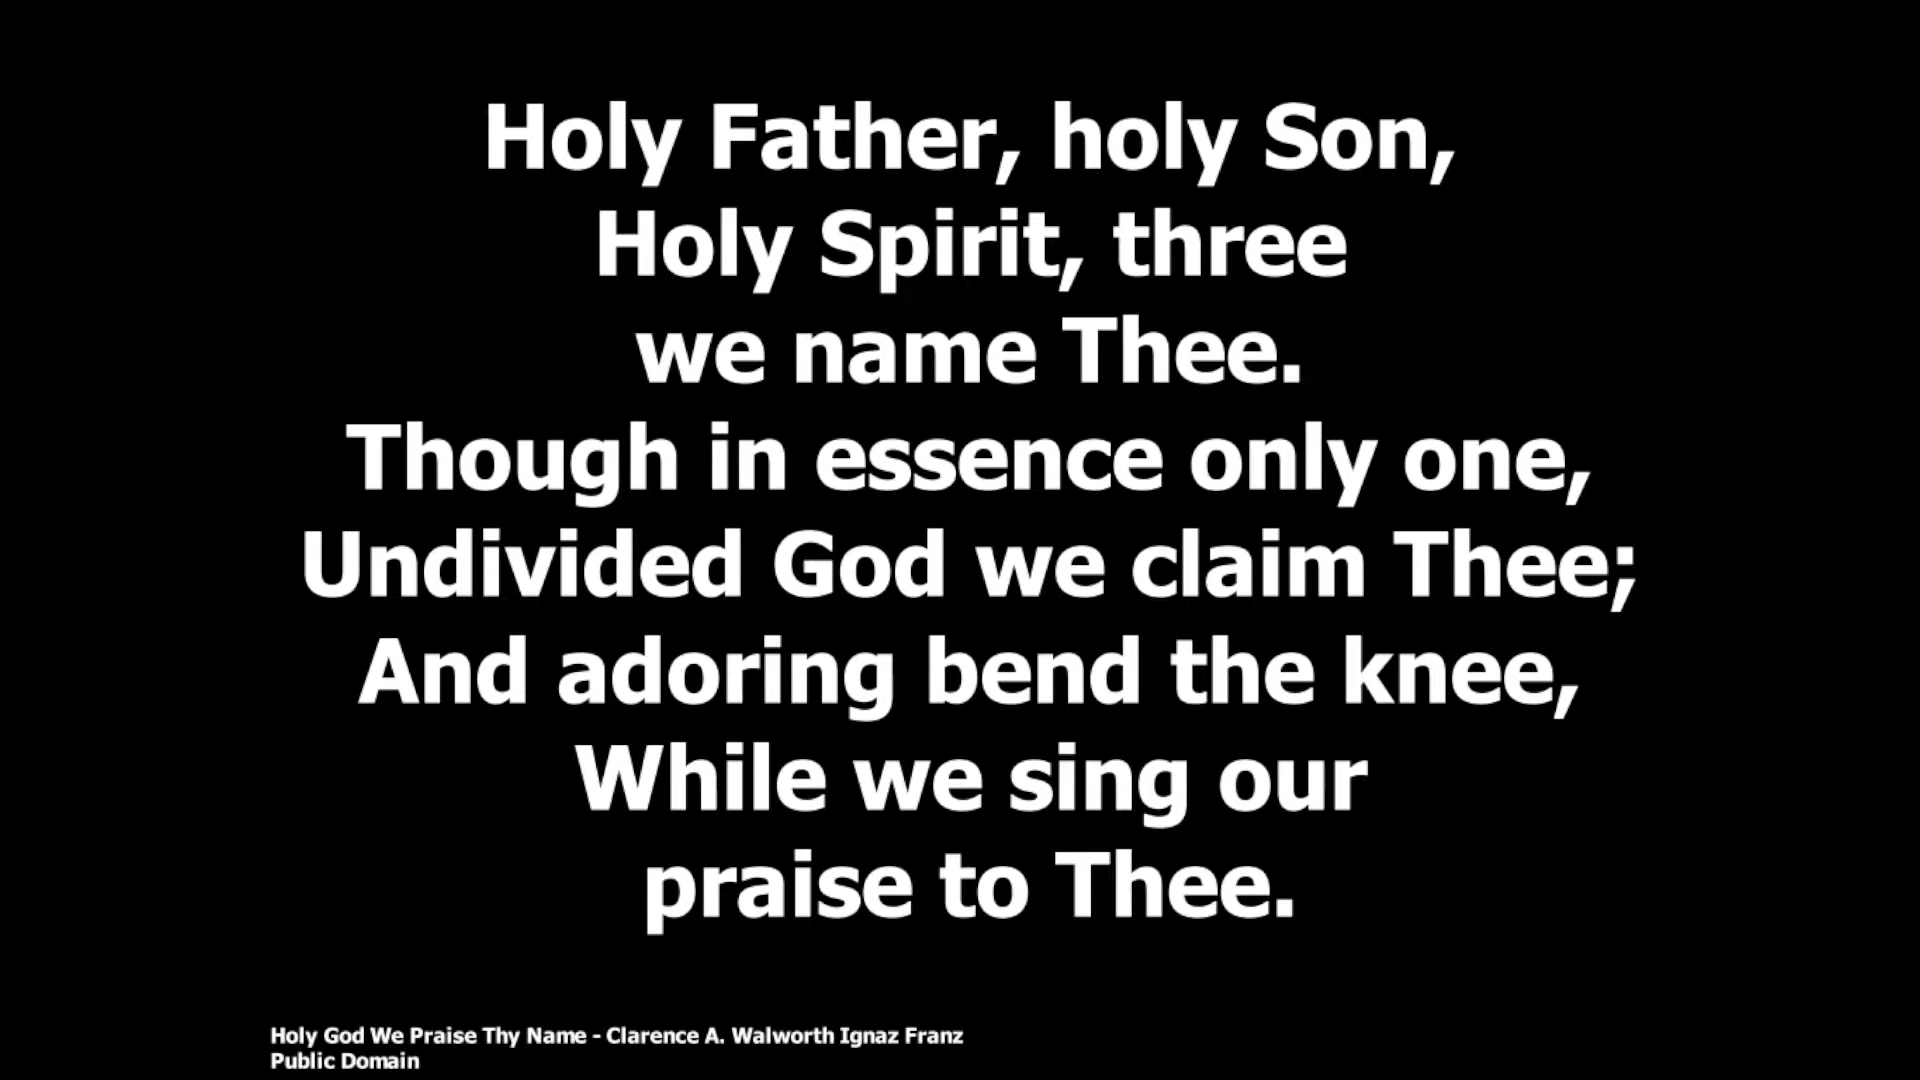 Holy Father, holy Son,
Holy Spirit, three
we name Thee.
Though in essence only one,
Undivided God we claim Thee;
And adoring bend the knee,
While we sing our
praise to Thee.
Holy God We Praise Thy Name - Clarence A. Walworth Ignaz Franz
Public Domain